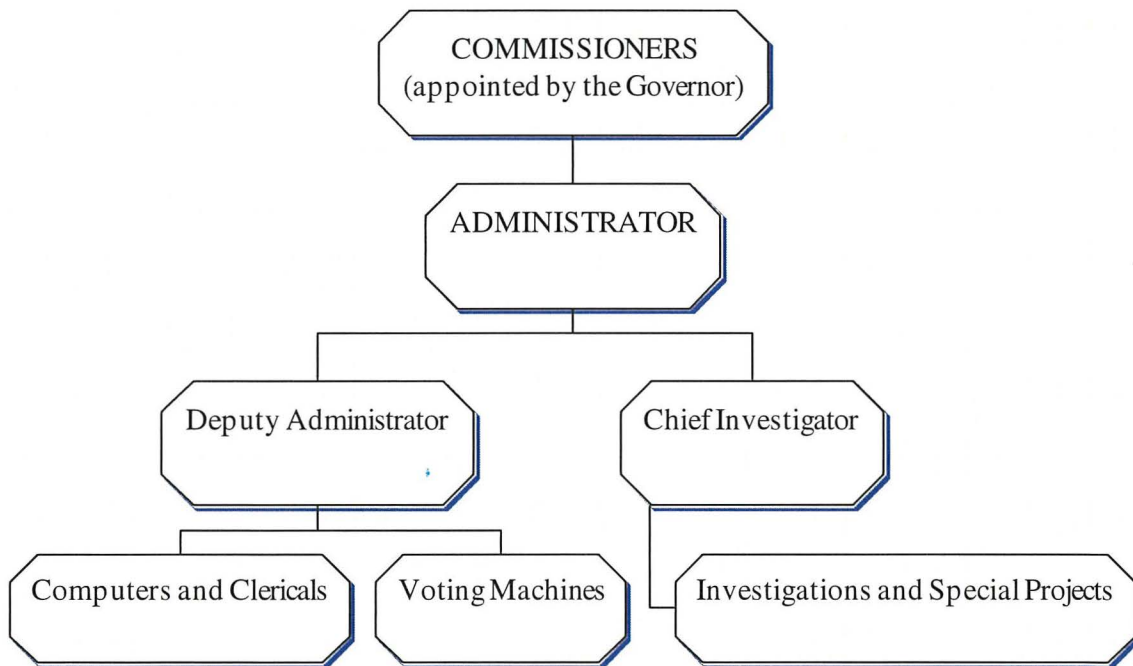 COMMISSIONERS
(appointed by the Governor)
ADMINISTRATOR
Deputy Administrator
Chief Investigator
Computers and Clericals
Voting Machines
Investigations and Special Projects